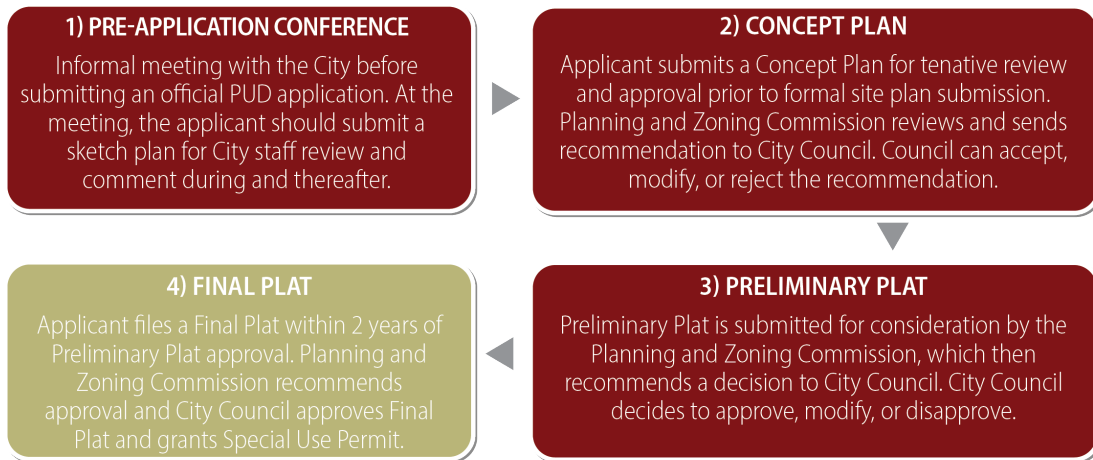 1) PRE-APPLICATION CONFERENCE
Informal meeting with the City before
submitting an official PUD application. At the
meeting, the applicant should submit a
sketch plan for City staff review and
comment during and thereafter.
2) CONCEPT PLAN
Applicant submits a Concept Plan for tenative review
and approval prior to formal site plan submission.
Planning and Zoning Commission reviews and sends
recommendation to City Council. Council can accept,
modify, or reject the recommendation.
3) PRELIMINARY PLAT
Preliminary Plat is submitted for consideration by the
Planning and Zoning Commission, which then
recommends a decision to City Council. City Council
decides to approve, modify, or disapprove.
4) FINAL PLAT
Applicant files a Final Plat within 2 years of
Preliminary Plat approval. Planning and
Zoning Commission recommends
approval and City Council approves Final
Plat and grants Special Use Permit.